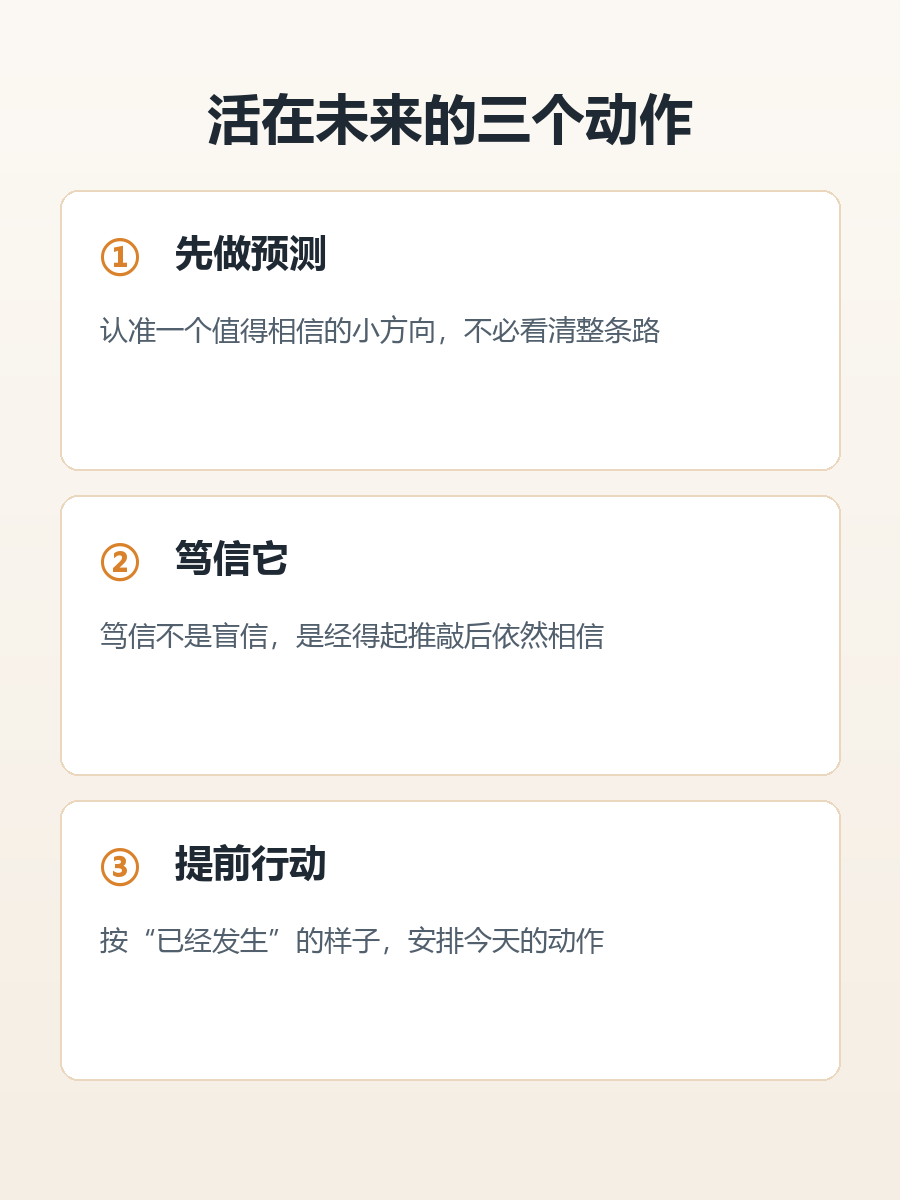 活在未来的三个动作
① 先做预测
认准一个值得相信的小方向，不必看清整条路
② 笃信它
笃信不是盲信，是经得起推敲后依然相信
③ 提前行动
按“已经发生”的样子，安排今天的动作